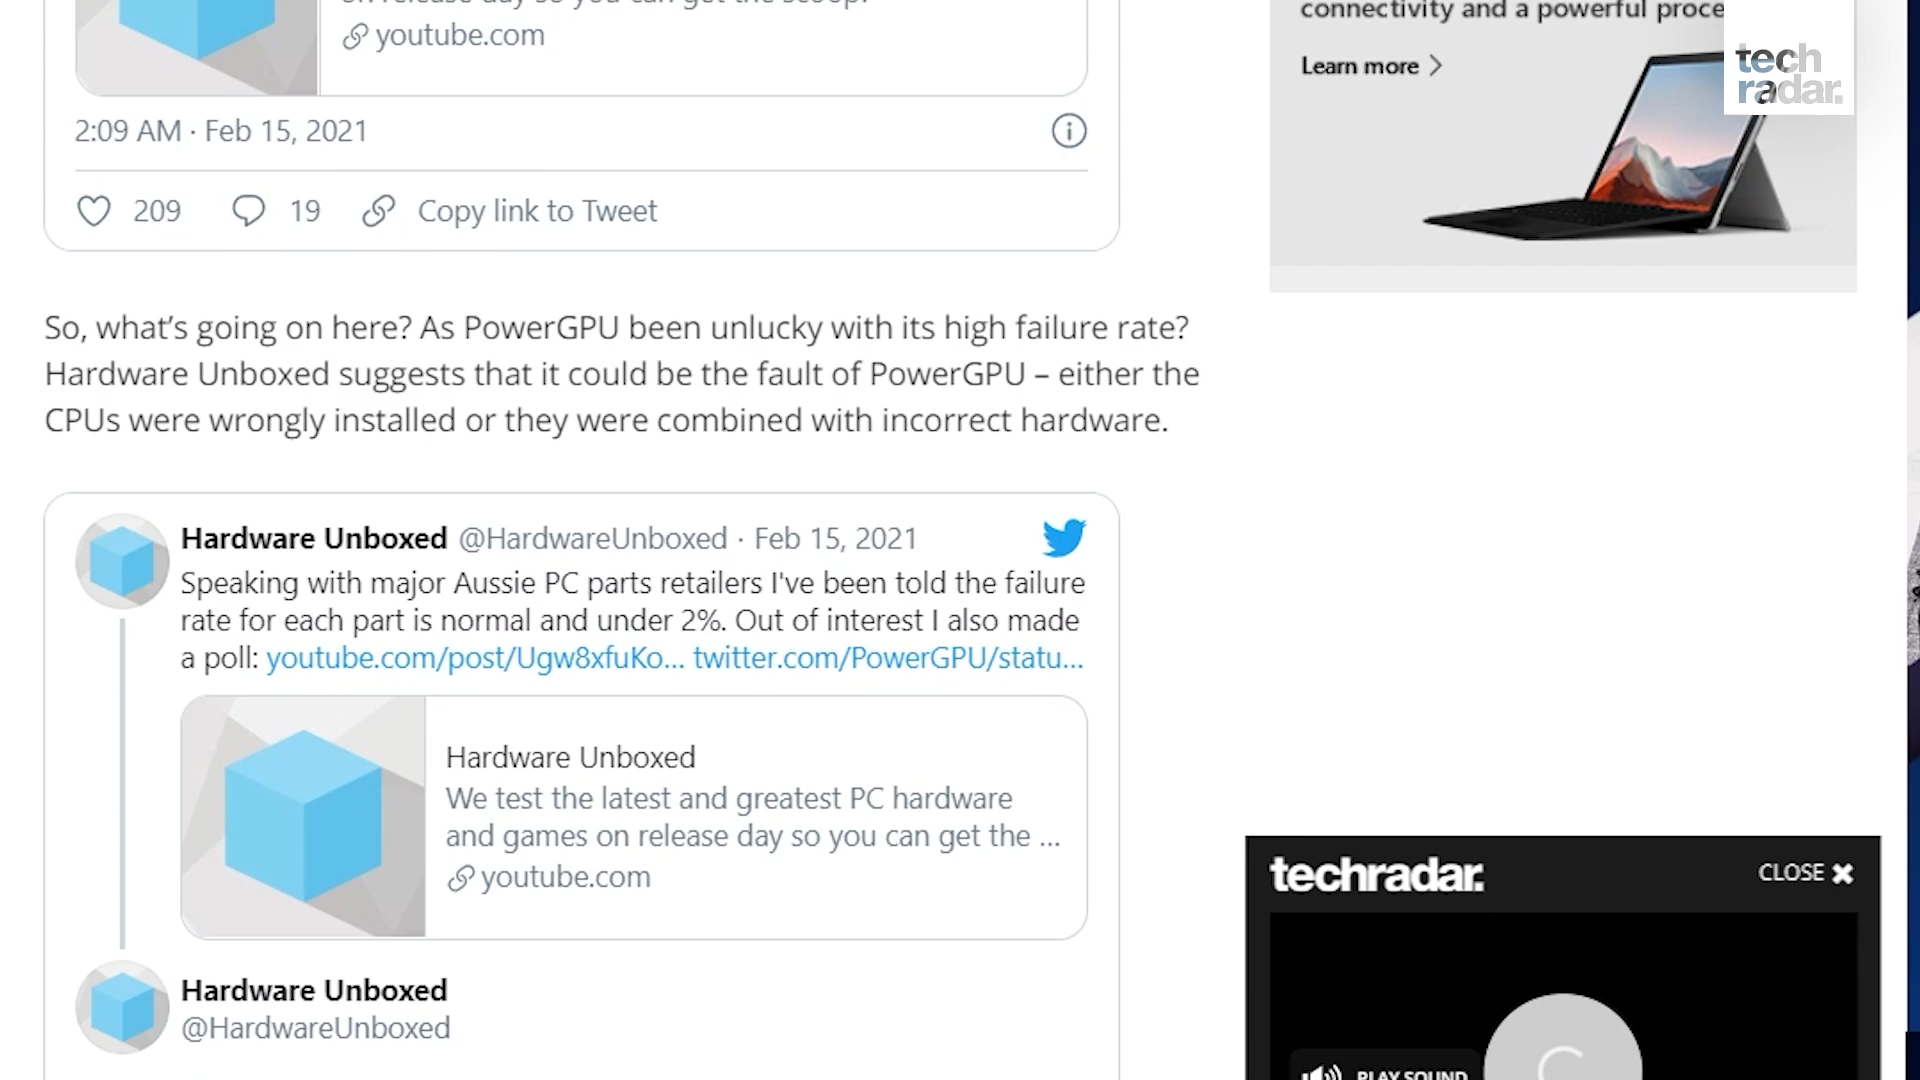 youtube.com
2:09 AM · Feb 15, 2021
209 19 Copy link to Tweet
So, what's going on here? As PowerGPU been unlucky with its high failure rate?
Hardware Unboxed suggests that it could be the fault of PowerGPU – either the
CPUs were wrongly installed or they were combined with incorrect hardware.
Hardware Unboxed @HardwareUnboxed · Feb 15, 2021
Speaking with major Aussie PC parts retailers I've been told the failure
rate for each part is normal and under 2%. Out of interest I also made
a poll: youtube.com/post/Ugw8xfuKo... twitter.com/PowerGPU/statu...
Hardware Unboxed
We test the latest and greatest PC hardware
and games on release day so you can get the ...
youtube.com
Hardware Unboxed
@HardwareUnboxed
connectivity and a powerful proce
Learn more >
tech
radar.
techradar.
CLOSE ✖
PLAY SOUND